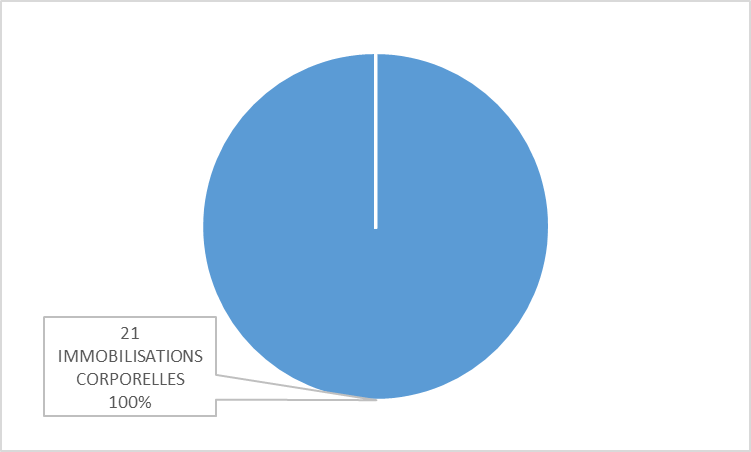 21
IMMOBILISATIONS
CORPORELLES
100%